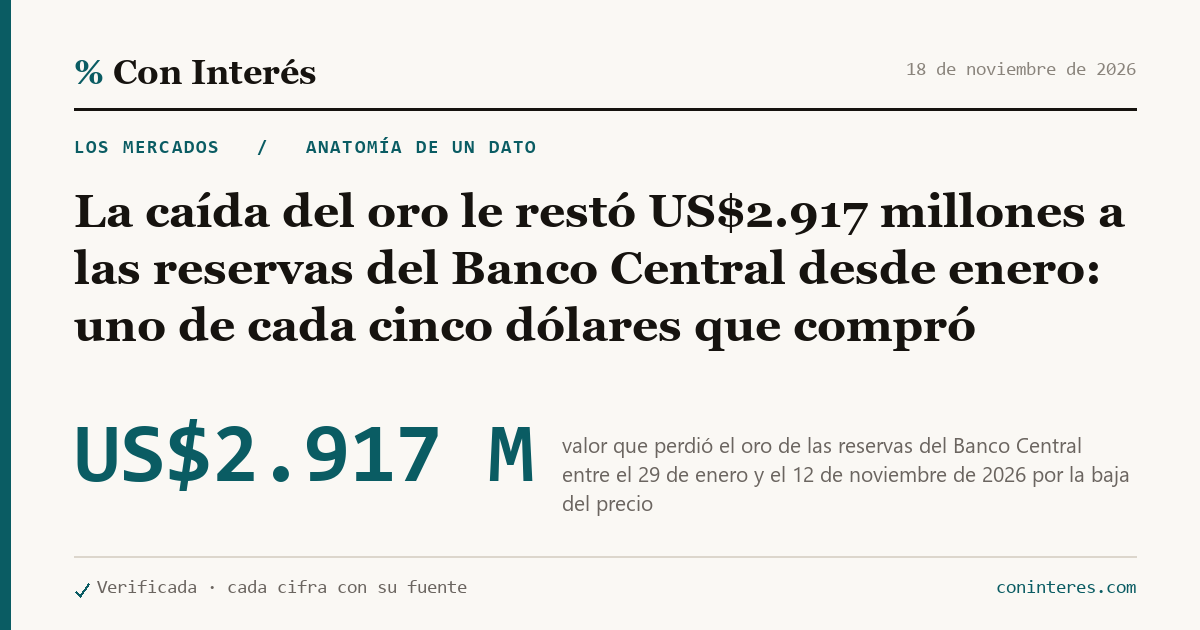 % Con Interés
18 de noviembre de 2026
LOS MERCADOS / ANATOMÍA DE UN DATO
La caída del oro le restó US$2.917 millones a
las reservas del Banco Central desde enero:
uno de cada cinco dólares que compró
US$2.917 M
valor que perdió el oro de las reservas del Banco Central
entre el 29 de enero y el 12 de noviembre de 2026 por la baja
del precio
✓ Verificada · cada cifra con su fuente
coninteres.com